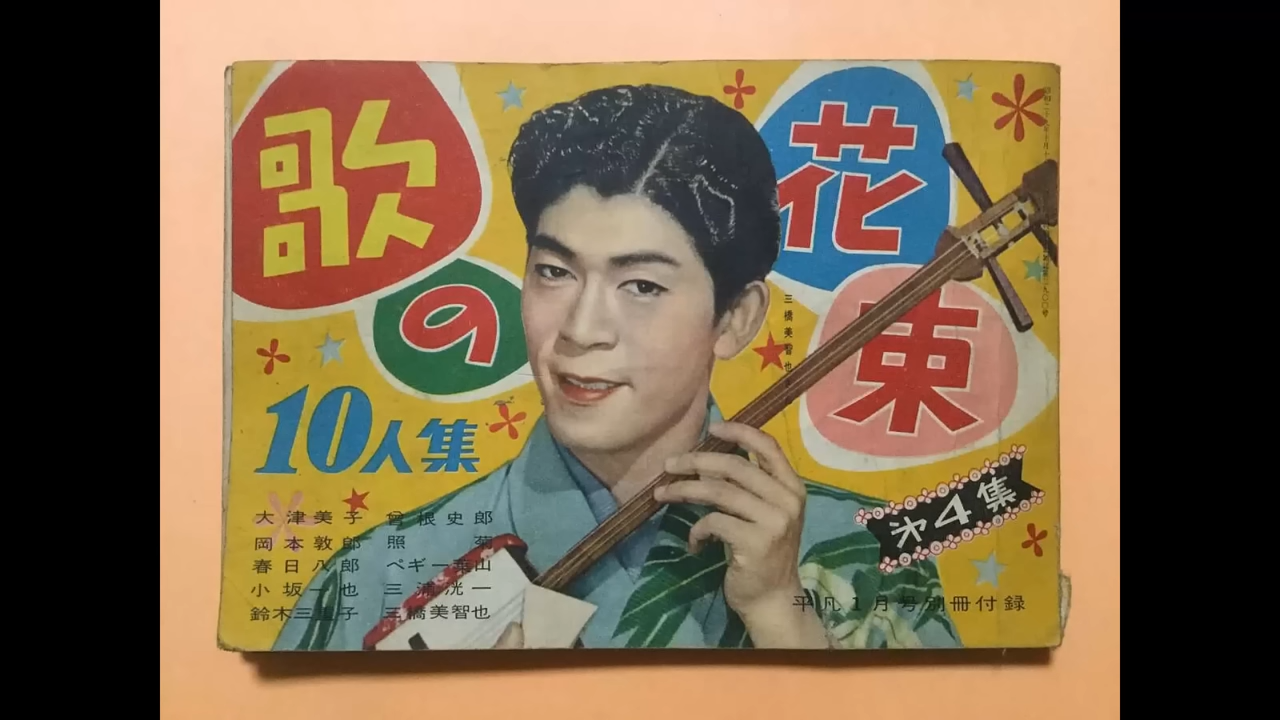 歌の
花束
10人集
大津美子 曾根史郎
岡本敦郎 照菊
春日八郎 ペギー葉山
小坂一也 三浦洸一
鈴木三重子 三橋美智也
三橋美智也
㐧4集
平凡1月号別冊付録